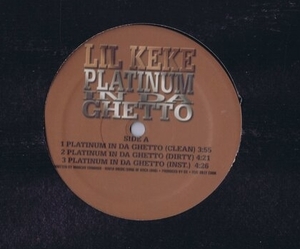 LIL KEKE
PLATINUM
IN DA
GHETTO
SIDE A
1 PLATINUM IN DA GHETTO (CLEAN) 3:55
2 PLATINUM IN DA GHETTO (DIRTY) 4:21
3 PLATINUM IN DA GHETTO (INST.) 4:26